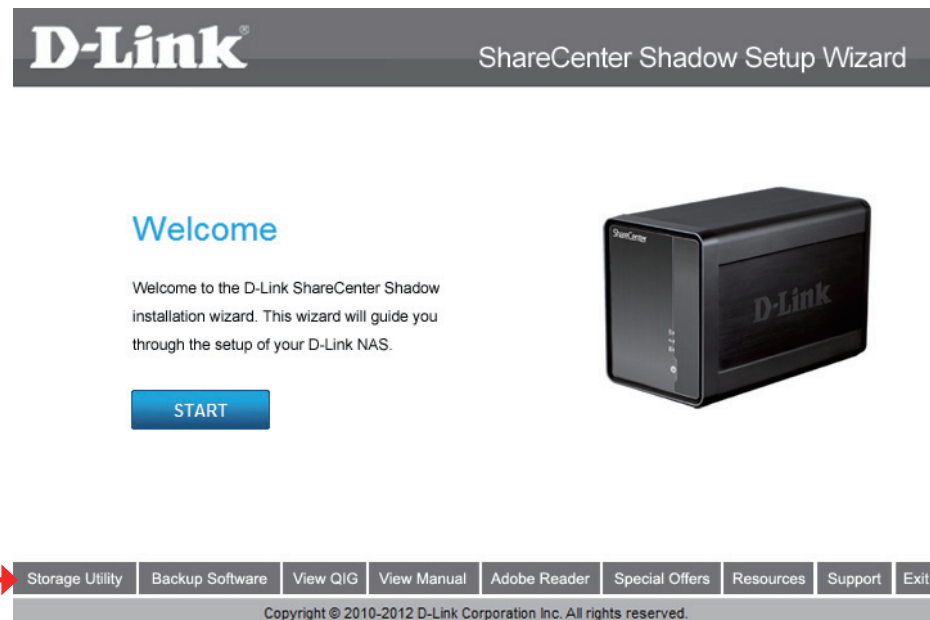 D-Link®
ShareCenter Shadow Setup Wizard
Welcome
Welcome to the D-Link ShareCenter Shadow
installation wizard. This wizard will guide you
through the setup of your D-Link NAS.
START
ShareCenter
D-Link
Storage Utility Backup Software View QIG View Manual Adobe Reader Special Offers Resources Support Exit
Copyright © 2010-2012 D-Link Corporation Inc. All rights reserved.